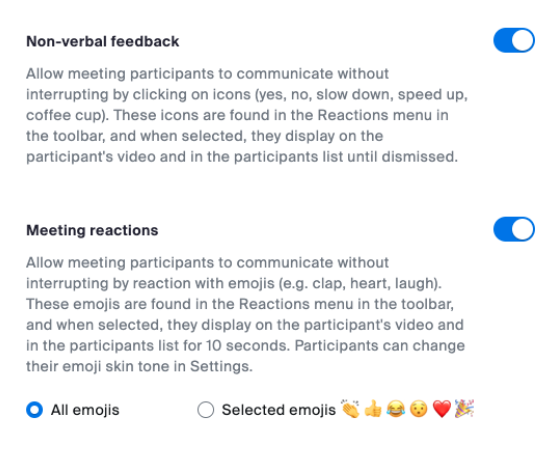 Non-verbal feedback
Allow meeting participants to communicate without
interrupting by clicking on icons (yes, no, slow down, speed up,
coffee cup). These icons are found in the Reactions menu in
the toolbar, and when selected, they display on the
participant's video and in the participants list until dismissed.
Meeting reactions
Allow meeting participants to communicate without
interrupting by reaction with emojis (e.g. clap, heart, laugh).
These emojis are found in the Reactions menu in the toolbar,
and when selected, they display on the participant's video and
in the participants list for 10 seconds. Participants can change
their emoji skin tone in Settings.
All emojis
Selected emojis 👏👍😂😯❤️🎉